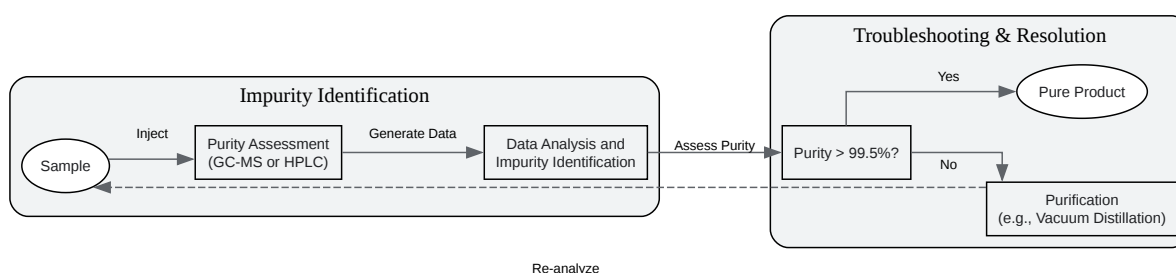 Troubleshooting & Resolution
Impurity Identification
Yes
Pure Product
Inject
Generate Data
Sample
Purity Assessment
(GC-MS or HPLC)
Data Analysis and
Impurity Identification
Assess Purity
Purity > 99.5%?
No
Purification
(e.g., Vacuum Distillation)
Re-analyze